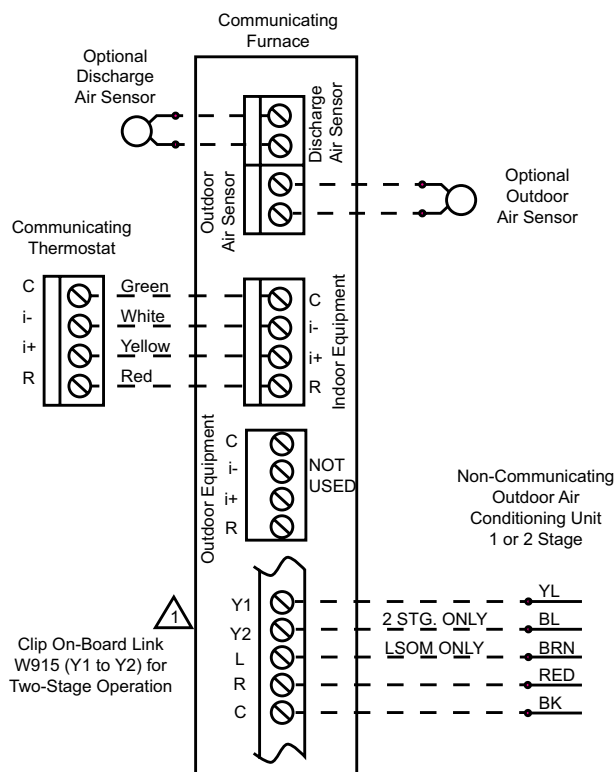 Communicating
Furnace
Optional
Discharge
Air Sensor
Discharge
Air Sensor
Outdoor
Air Sensor
Optional
Outdoor
Air Sensor
Communicating
Thermostat
C Green C
i- White i-
i+ Yellow i+
R Red R
Indoor Equipment
Outdoor Equipment
C
i-
i+
R
NOT
USED
Non-Communicating
Outdoor Air
Conditioning Unit
1 or 2 Stage
Y1 YL
Y2 2 STG. ONLY BL
L LSOM ONLY BRN
R RED
C BK
1
Clip On-Board Link
W915 (Y1 to Y2) for
Two-Stage Operation